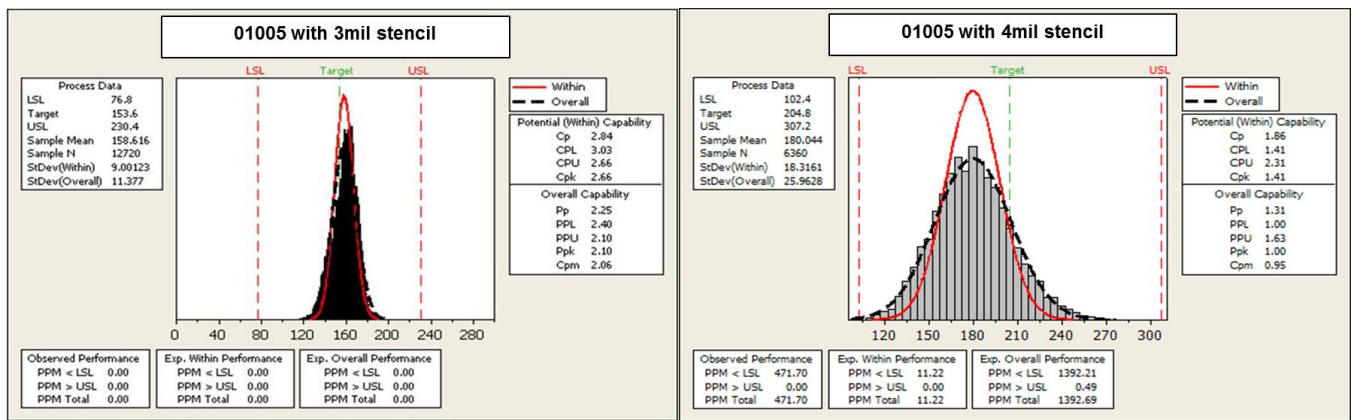 01005 with 3mil stencil
LSL Target USL
Process Data
LSL 76.8
Target 153.6
USL 230.4
Sample Mean 158.616
Sample N 12720
StDev(Within) 9.00123
StDev(Overall) 11.377
Within
Overall
Potential (Within) Capability
Cp 2.84
CPL 3.03
CPU 2.66
Cpk 2.66
Overall Capability
Pp 2.25
PPL 2.40
PPU 2.10
Ppk 2.10
Cpm 2.06
0 40 80 120 160 200 240 280
Observed Performance
PPM < LSL 0.00
PPM > USL 0.00
PPM Total 0.00
Exp. Within Performance
PPM < LSL 0.00
PPM > USL 0.00
PPM Total 0.00
Exp. Overall Performance
PPM < LSL 0.00
PPM > USL 0.00
PPM Total 0.00
01005 with 4mil stencil
LSL Target USL
Process Data
LSL 102.4
Target 204.8
USL 307.2
Sample Mean 180.044
Sample N 6360
StDev(Within) 18.3161
StDev(Overall) 25.9628
Within
Overall
Potential (Within) Capability
Cp 1.86
CPL 1.41
CPU 2.31
Cpk 1.41
Overall Capability
Pp 1.31
PPL 1.00
PPU 1.63
Ppk 1.00
Cpm 0.95
120 150 180 210 240 270 300
Observed Performance
PPM < LSL 471.70
PPM > USL 0.00
PPM Total 471.70
Exp. Within Performance
PPM < LSL 11.22
PPM > USL 0.00
PPM Total 11.22
Exp. Overall Performance
PPM < LSL 1392.21
PPM > USL 0.49
PPM Total 1392.69